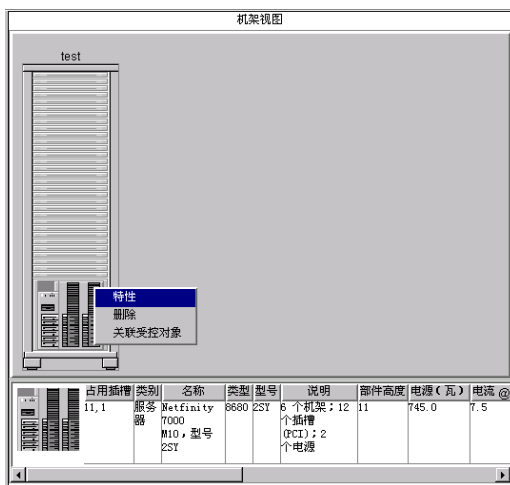 机架视图
test
特性
删除
关联受控对象
占用插槽 类别 名称 类型 型号 说明 部件高度 电源(瓦) 电流 @
11,1 服务 Netfinity 8680 2SY 6 个机架；12 11 745.0 7.5
器 7000 个插槽
M10，型号 (PCI)；2
2SY 个电源